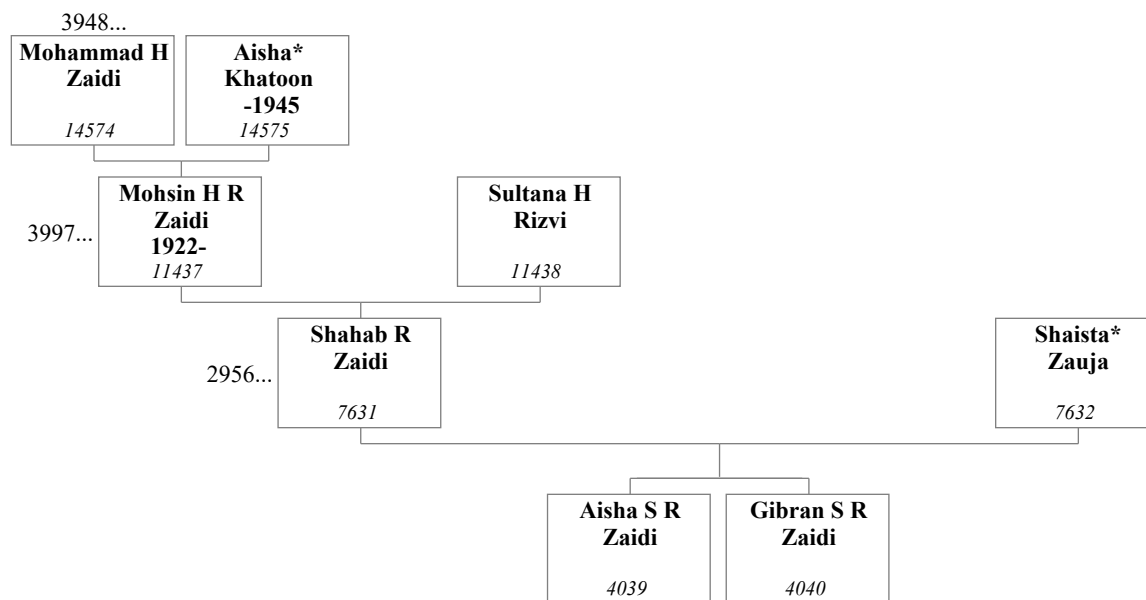 3948...
Mohammad H
Zaidi
14574
Aisha*
Khatoon
-1945
14575
3997...
Mohsin H R
Zaidi
1922-
11437
Sultana H
Rizvi
11438
2956...
Shahab R
Zaidi
7631
Shaista*
Zauja
7632
Aisha S R
Zaidi
4039
Gibran S R
Zaidi
4040